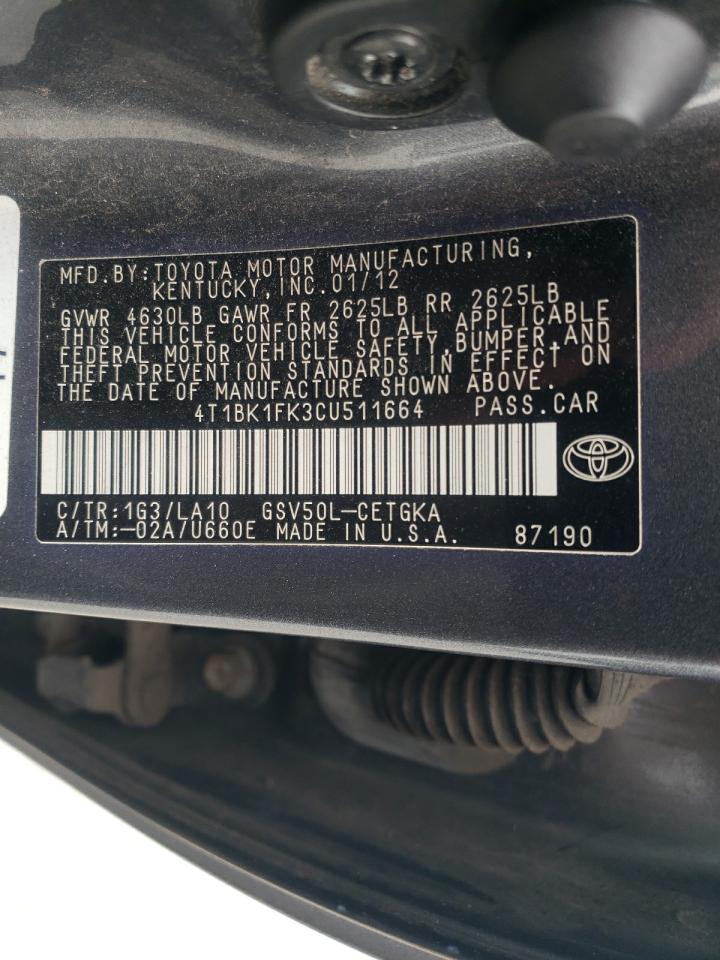 MFD.BY:TOYOTA MOTOR MANUFACTURING,
KENTUCKY, INC.01/12
GVWR 4630LB GAWR FR 2625LB RR 2625LB
THIS VEHICLE CONFORMS TO ALL APPLICABLE
FEDERAL MOTOR VEHICLE SAFETY,BUMPER,AND
THEFT PREVENTION STANDARDS IN EFFECT ON
THE DATE OF MANUFACTURE SHOWN ABOVE.
4T1BK1FK3CU511664 PASS.CAR
C/TR:1G3/LA10 GSV50L-CETGKA
A/TM:-02A/U660E MADE IN U.S.A. 87190